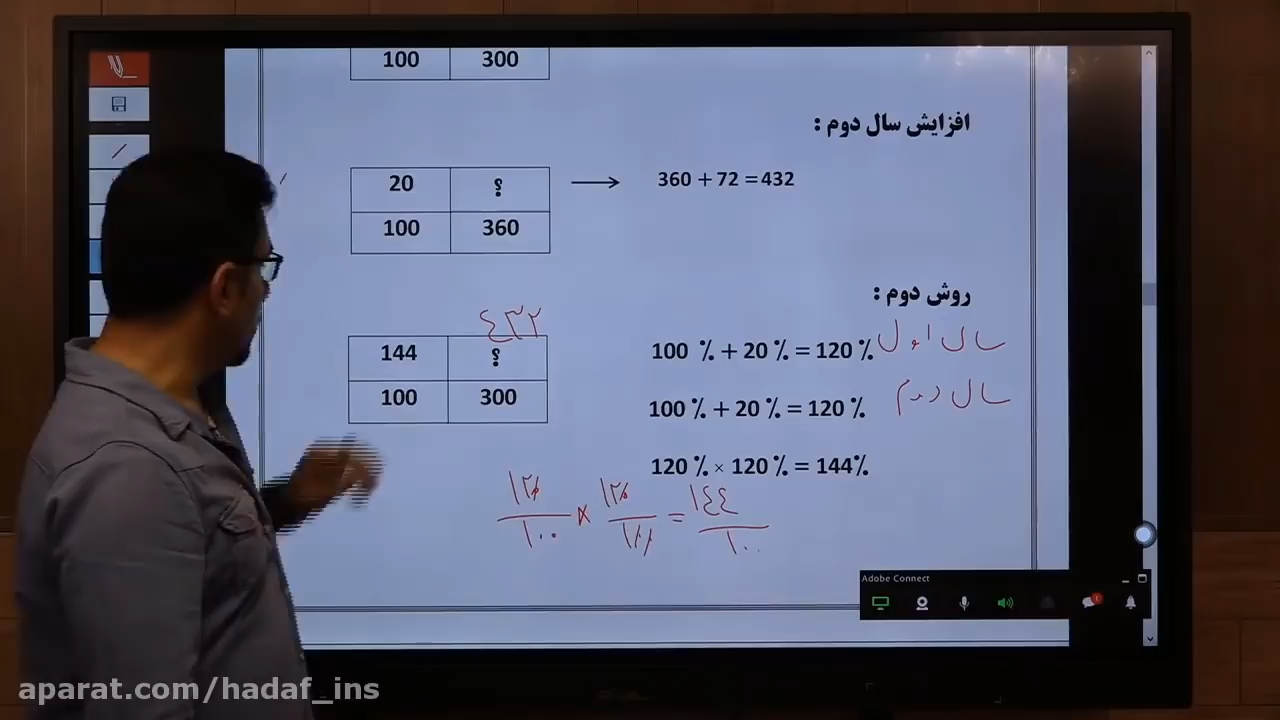 100 300
افزایش سال دوم :
20 ؟
100 360
360 + 72 = 432
روش دوم :
۴۳۲
144 ؟
100 300
100 % + 20 % = 120 % سال اول
100 % + 20 % = 120 % سال دوم
120 % × 120 % = 144%
۱۲۰/۱۰۰ × ۱۲۰/۱۰۰ = ۱۴۴/۱۰۰
Adobe Connect
1
aparat.com/hadaf_ins